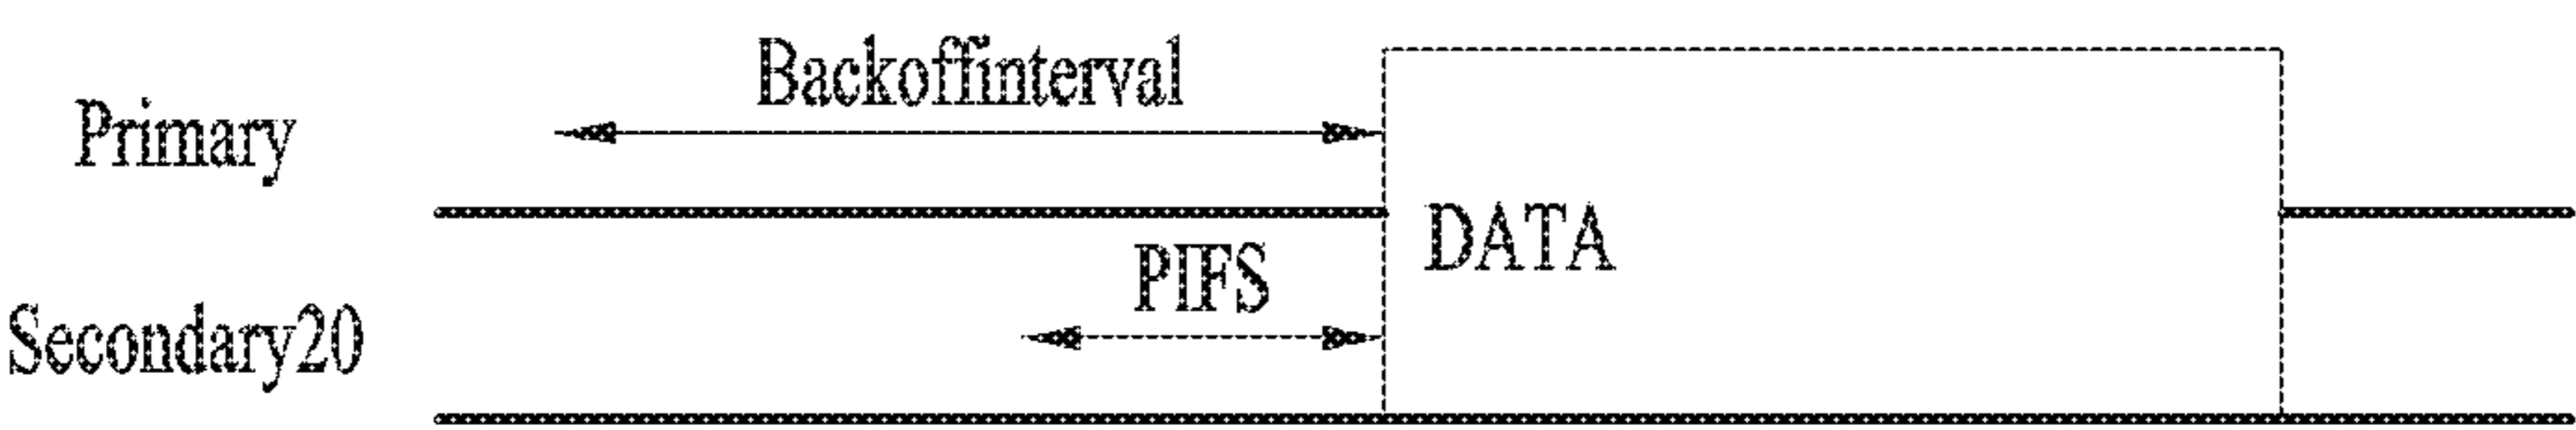 Backoffinterval
Primary
DATA
PIFS
Secondary20